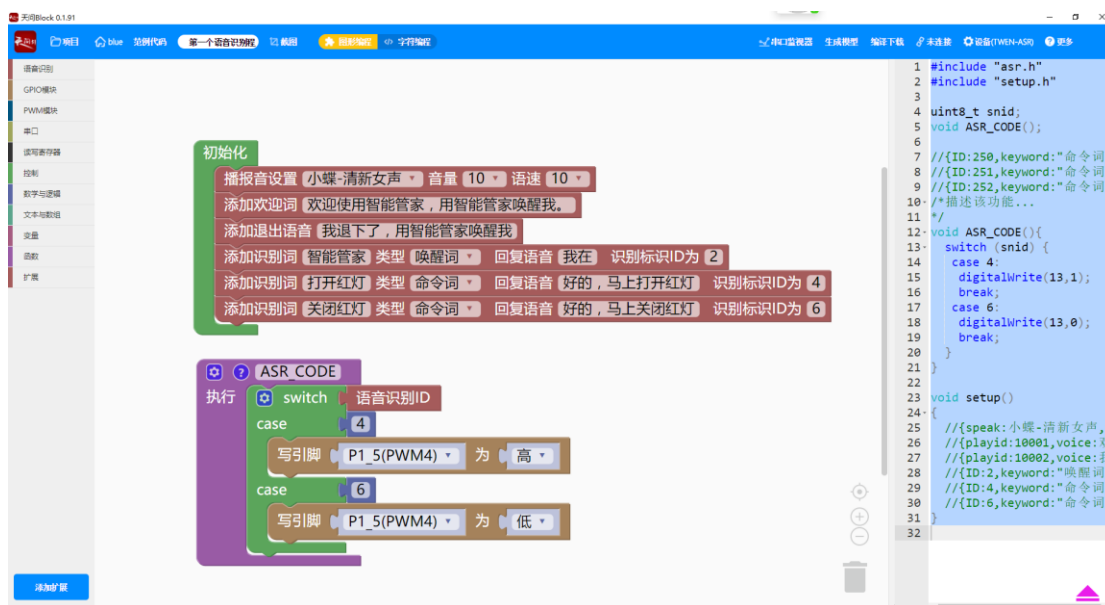 天问Block 0.1.91
天问 项目 blue 范例代码 第一个语音识别程 截图 图形编程 字符编程 串口监视器 生成模型 编译下载 未连接 设备(TWEN-ASR) 更多
语音识别
GPIO模块
PWM模块
串口
读写寄存器
控制
数学与逻辑
文本与数组
变量
函数
扩展
添加扩展
初始化
播报音设置 小蝶-清新女声 音量 10 语速 10
添加欢迎词 欢迎使用智能管家，用智能管家唤醒我。
添加退出语音 我退下了，用智能管家唤醒我
添加识别词 智能管家 类型 唤醒词 回复语音 我在 识别标识ID为 2
添加识别词 打开红灯 类型 命令词 回复语音 好的，马上打开红灯 识别标识ID为 4
添加识别词 关闭红灯 类型 命令词 回复语音 好的，马上关闭红灯 识别标识ID为 6
? ASR_CODE
执行 switch 语音识别ID
case 4
写引脚 P1_5(PWM4) 为 高
case 6
写引脚 P1_5(PWM4) 为 低
1 #include "asr.h"
2 #include "setup.h"
3
4 uint8_t snid;
5 void ASR_CODE();
6
7 //{ID:250,keyword:"命令词
8 //{ID:251,keyword:"命令词
9 //{ID:252,keyword:"命令词
10 /*描述该功能...
11 */
12 void ASR_CODE(){
13 switch (snid) {
14 case 4:
15 digitalWrite(13,1);
16 break;
17 case 6:
18 digitalWrite(13,0);
19 break;
20 }
21 }
22
23 void setup()
24 {
25 //{speak:小蝶-清新女声,
26 //{playid:10001,voice:
27 //{playid:10002,voice:
28 //{ID:2,keyword:"唤醒词
29 //{ID:4,keyword:"命令词
30 //{ID:6,keyword:"命令词
31 }
32